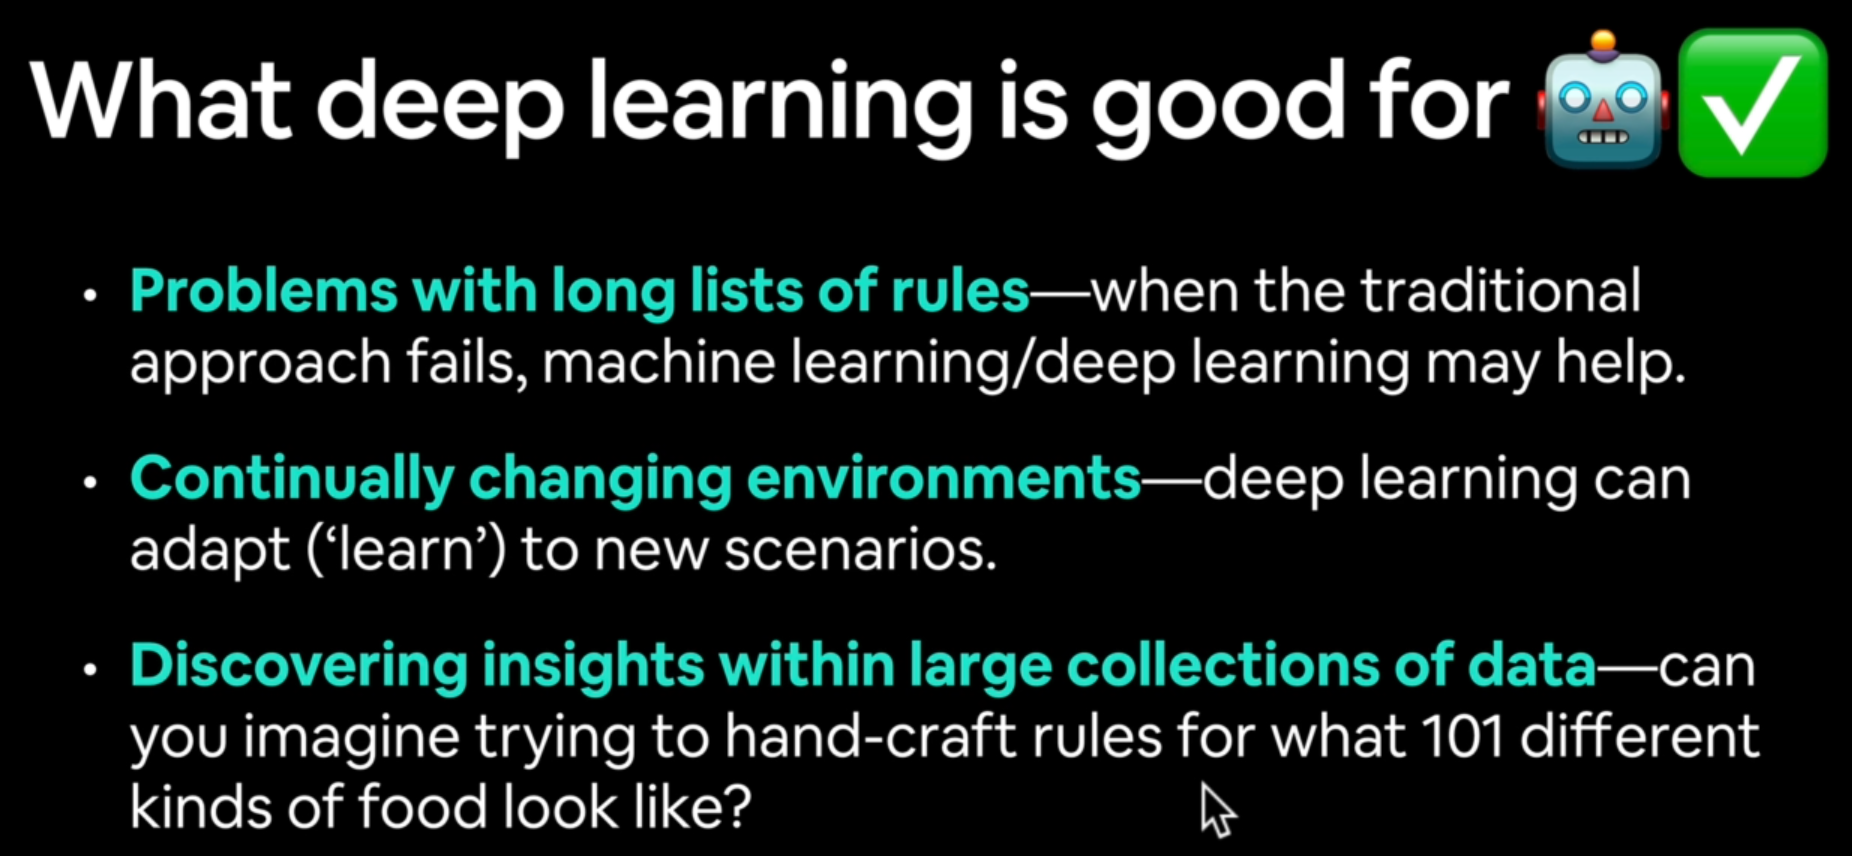 What deep learning is good for 🤖✅
• Problems with long lists of rules—when the traditional
approach fails, machine learning/deep learning may help.
• Continually changing environments—deep learning can
adapt (‘learn’) to new scenarios.
• Discovering insights within large collections of data—can
you imagine trying to hand-craft rules for what 101 different
kinds of food look like?